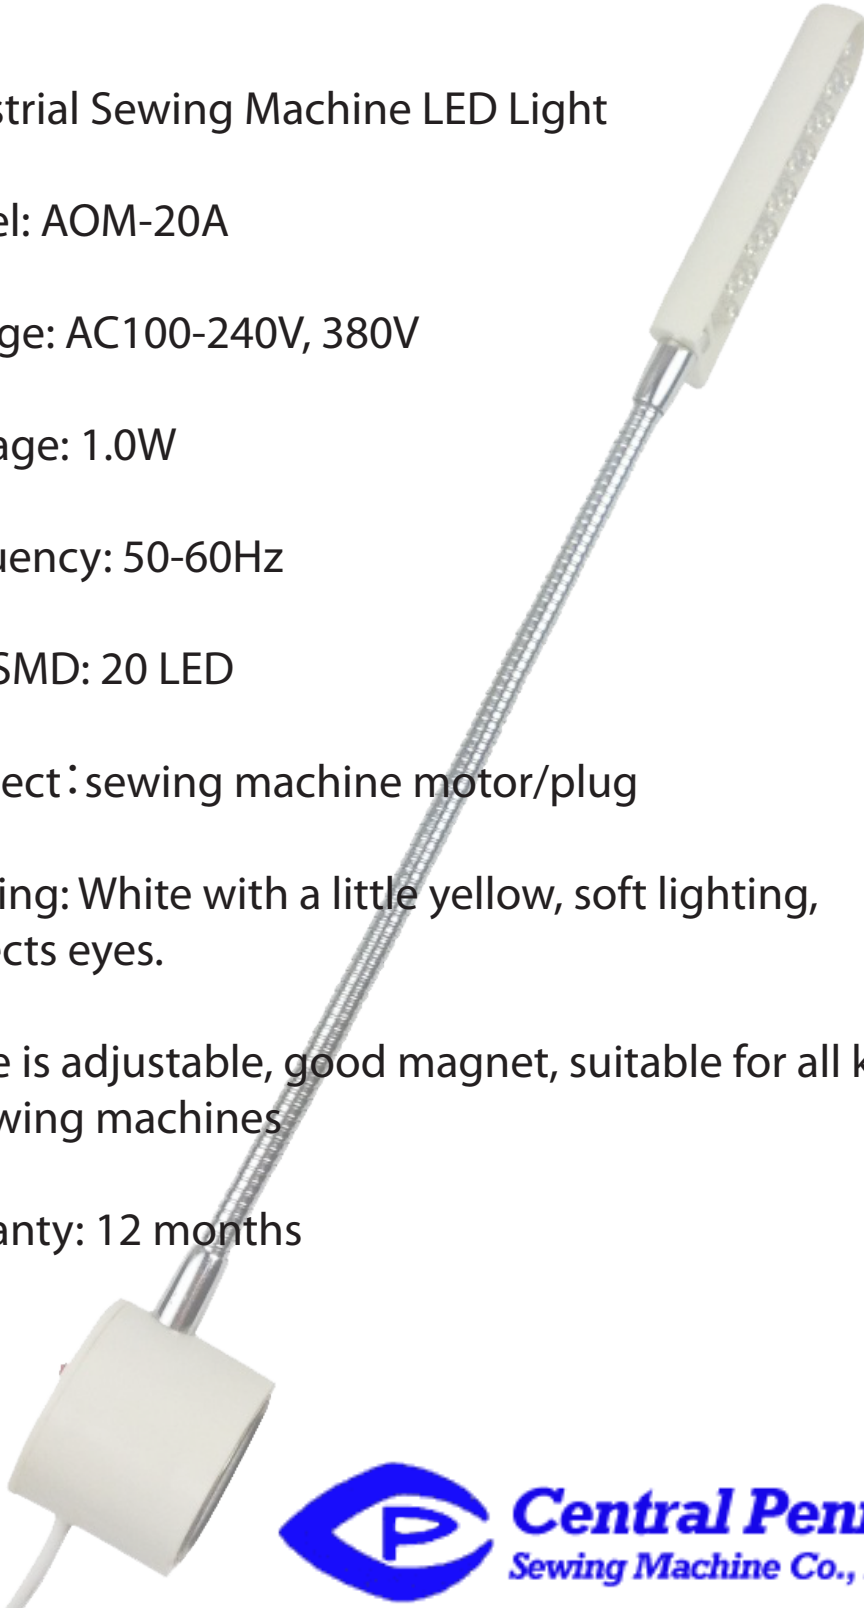 strial Sewing Machine LED Light
el: AOM-20A
ge: AC100-240V, 380V
age: 1.0W
uency: 50-60Hz
SMD: 20 LED
ect：sewing machine motor/plug
ing: White with a little yellow, soft lighting,
ects eyes.
e is adjustable, good magnet, suitable for all k
wing machines
anty: 12 months
CP
Central Pen
Sewing Machine Co.,